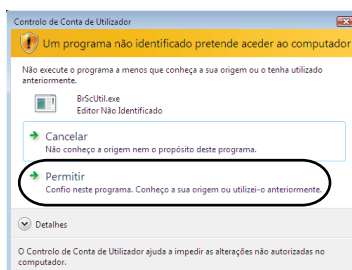 Controlo de Conta de Utilizador
Um programa não identificado pretende aceder ao computador
Não execute o programa a menos que conheça a sua origem ou o tenha utilizado
anteriormente.
BrScUtil.exe
Editor Não Identificado
Cancelar
Não conheço a origem nem o propósito deste programa.
Permitir
Confio neste programa. Conheço a sua origem ou utilizei-o anteriormente.
Detalhes
O Controlo de Conta de Utilizador ajuda a impedir as alterações não autorizadas no
computador.